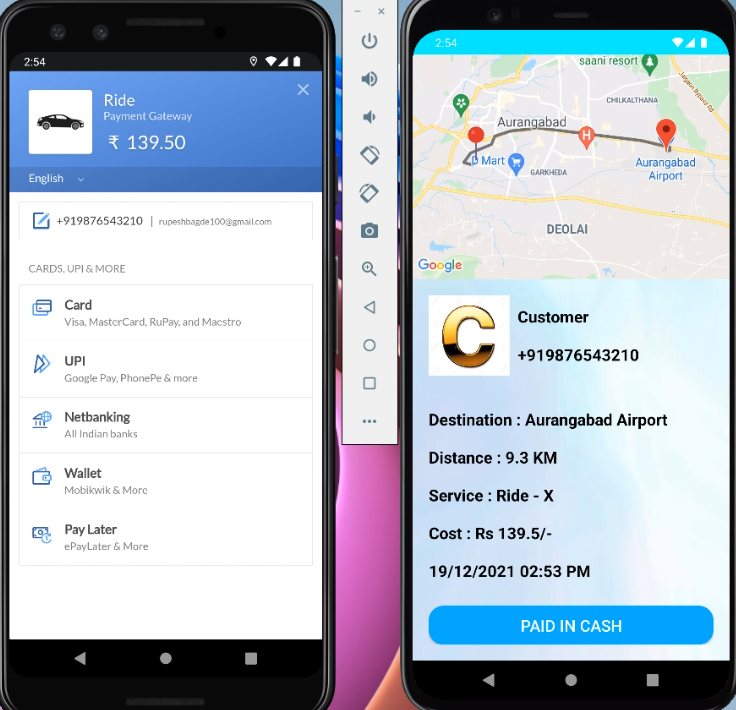 2:54
Ride
Payment Gateway
₹ 139.50
English
+919876543210 | rupeshbagde100@gmail.com
CARDS, UPI & MORE
Card
Visa, MasterCard, RuPay, and Maestro
UPI
Google Pay, PhonePe & more
Netbanking
All Indian banks
Wallet
Mobikwik & More
Pay Later
ePayLater & More
2:54
saani resort
Jalgaon Bypass Rd
CHILKALTHANA
Aurangabad
H
D Mart
GARKHEDA
Aurangabad
Airport
DEOLAI
Google
C
Customer
+919876543210
Destination : Aurangabad Airport
Distance : 9.3 KM
Service : Ride - X
Cost : Rs 139.5/-
19/12/2021 02:53 PM
PAID IN CASH